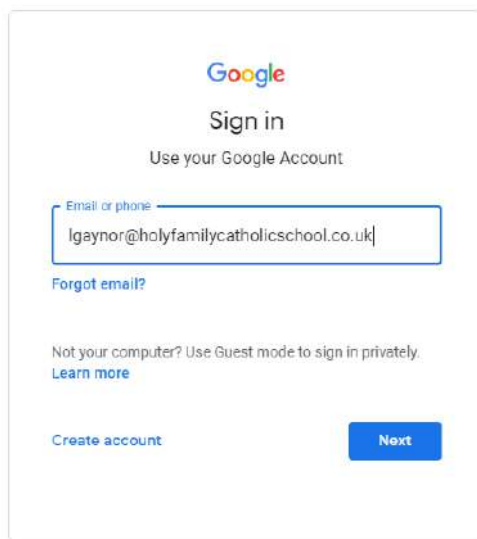 Google
Sign in
Use your Google Account
Email or phone
lgaynor@holyfamilycatholicschool.co.uk
Forgot email?
Not your computer? Use Guest mode to sign in privately.
Learn more
Create account
Next